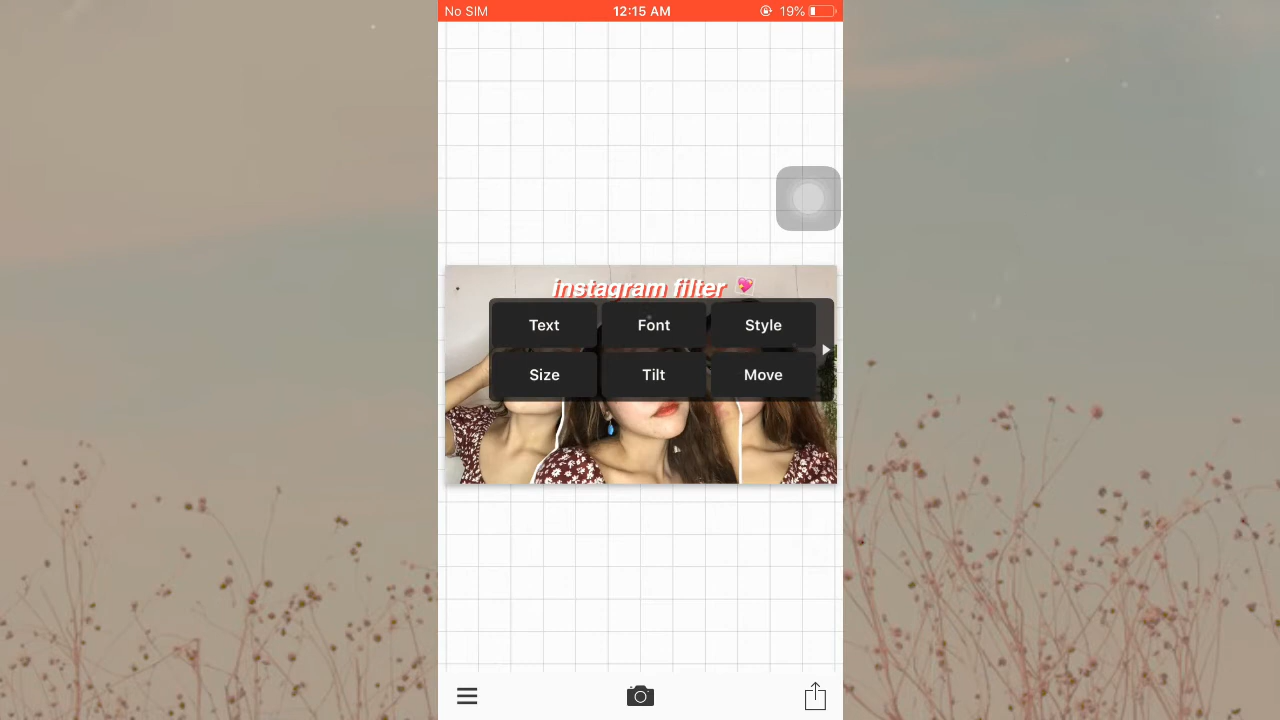 No SIM 12:15 AM 19%
instagram filter 💘
Text Font Style
Size Tilt Move